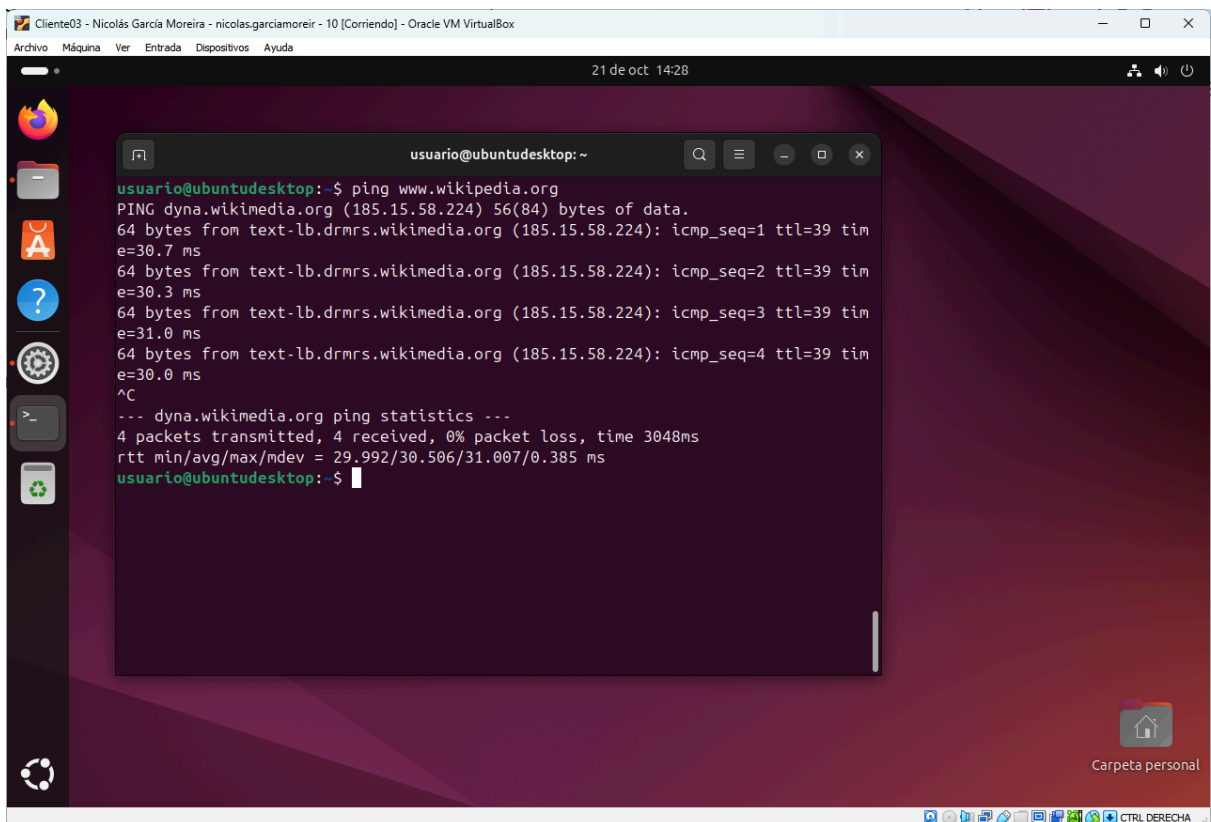 Cliente03 - Nicolás García Moreira - nicolas.garciamoreir - 10 [Corriendo] - Oracle VM VirtualBox
Archivo Máquina Ver Entrada Dispositivos Ayuda
21 de oct 14:28
usuario@ubuntudesktop: ~
usuario@ubuntudesktop:~$ ping www.wikipedia.org
PING dyna.wikimedia.org (185.15.58.224) 56(84) bytes of data.
64 bytes from text-lb.drmrs.wikimedia.org (185.15.58.224): icmp_seq=1 ttl=39 tim
e=30.7 ms
64 bytes from text-lb.drmrs.wikimedia.org (185.15.58.224): icmp_seq=2 ttl=39 tim
e=30.3 ms
64 bytes from text-lb.drmrs.wikimedia.org (185.15.58.224): icmp_seq=3 ttl=39 tim
e=31.0 ms
64 bytes from text-lb.drmrs.wikimedia.org (185.15.58.224): icmp_seq=4 ttl=39 tim
e=30.0 ms
^C
--- dyna.wikimedia.org ping statistics ---
4 packets transmitted, 4 received, 0% packet loss, time 3048ms
rtt min/avg/max/mdev = 29.992/30.506/31.007/0.385 ms
usuario@ubuntudesktop:~$
Carpeta personal
CTRL DERECHA